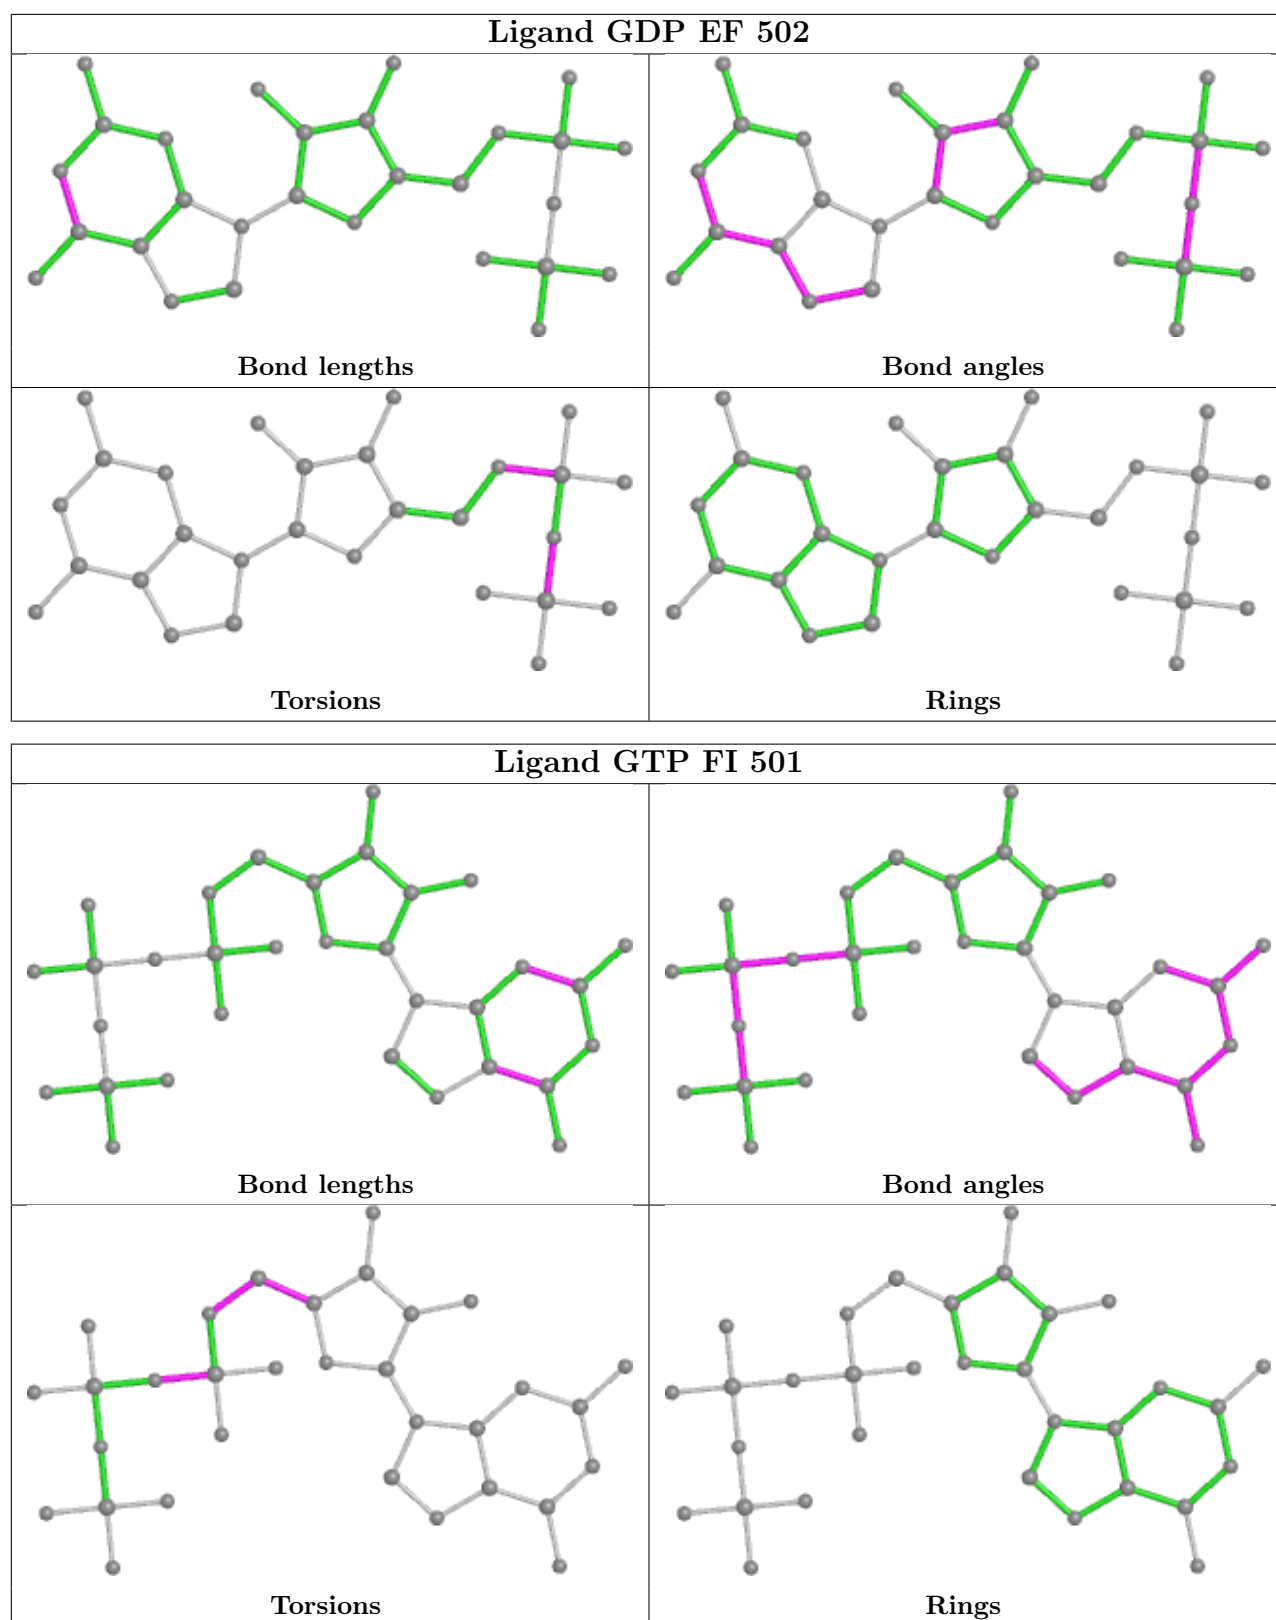 Ligand GDP EF 502
Bond lengths
Bond angles
Torsions
Rings
Ligand GTP FI 501
Bond lengths
Bond angles
Torsions
Rings